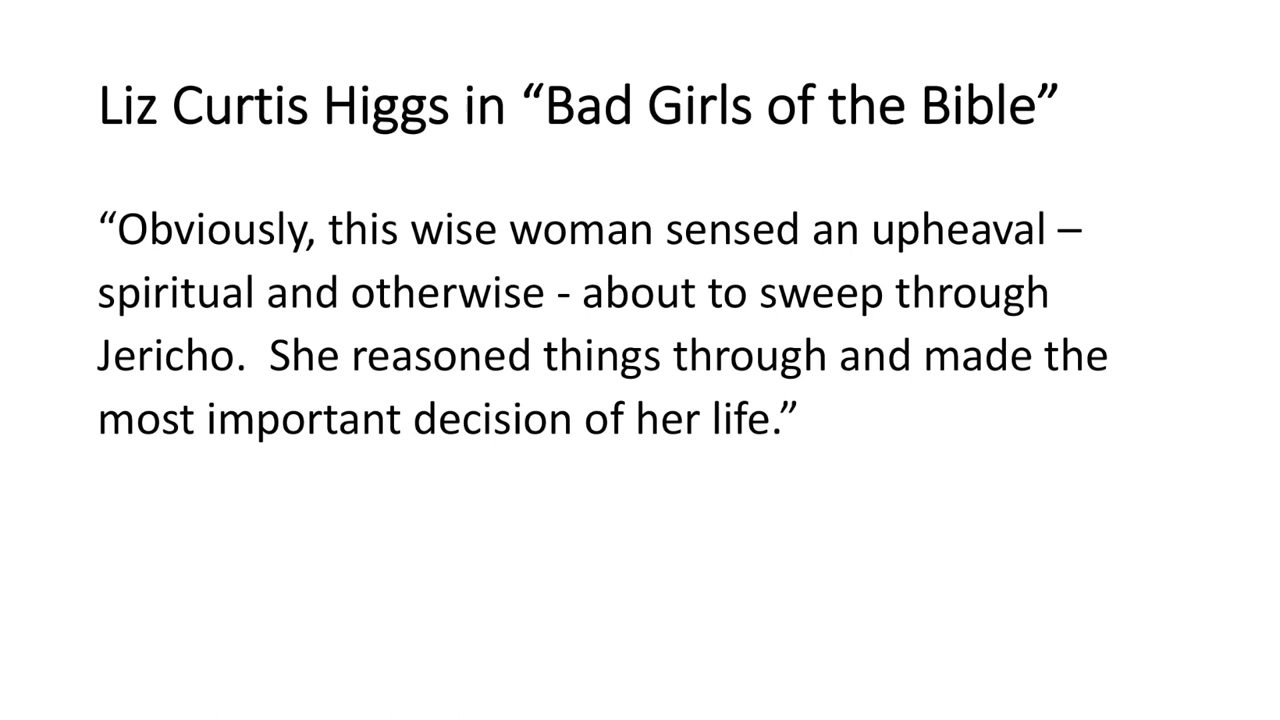 Liz Curtis Higgs in “Bad Girls of the Bible”
“Obviously, this wise woman sensed an upheaval –
spiritual and otherwise - about to sweep through
Jericho.  She reasoned things through and made the
most important decision of her life.”